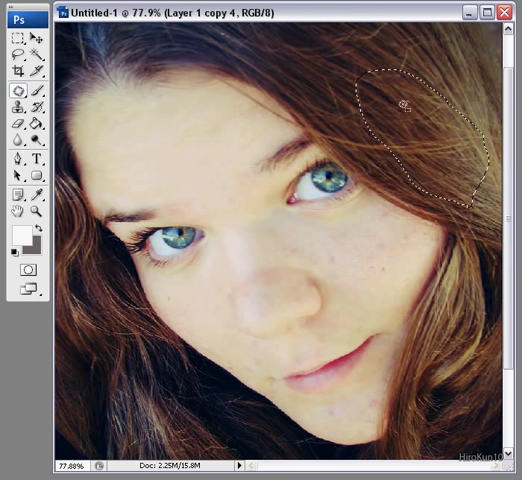 Ps
Untitled-1 @ 77.9% (Layer 1 copy 4, RGB/8)
T
HiroKun10
77.88%
Doc: 2.25M/15.8M